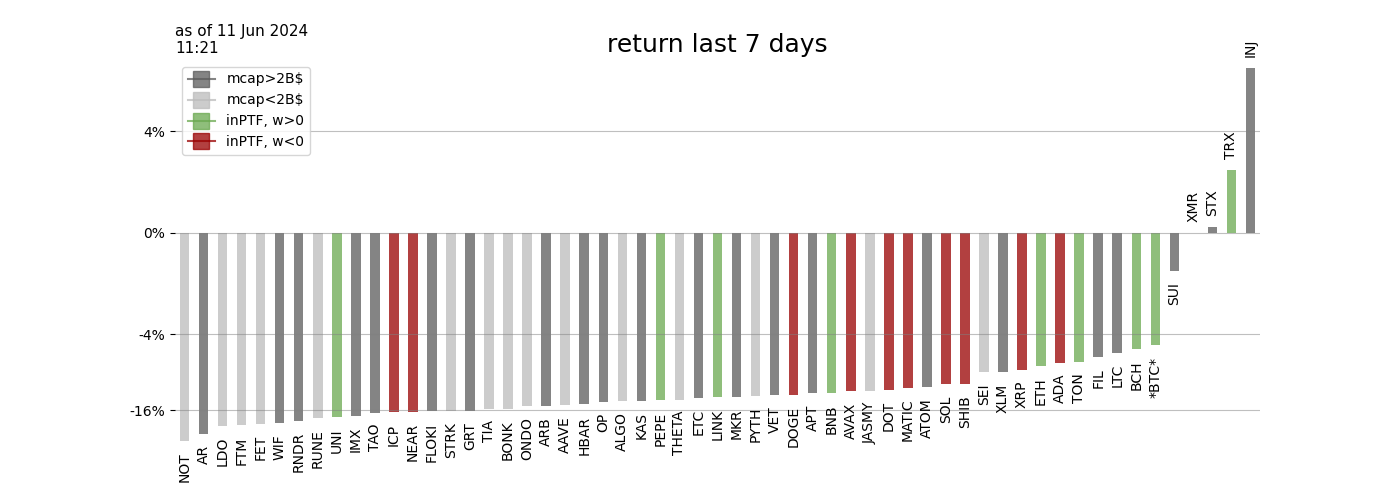 as of 11 Jun 2024
11:21
return last 7 days
mcap>2B$
mcap<2B$
inPTF, w>0
inPTF, w<0
4%
0%
-4%
-16%
NOT
AR
LDO
FTM
FET
WIF
RNDR
RUNE
UNI
IMX
TAO
ICP
NEAR
FLOKI
STRK
GRT
TIA
BONK
ONDO
ARB
AAVE
HBAR
OP
ALGO
KAS
PEPE
THETA
ETC
LINK
MKR
PYTH
VET
DOGE
APT
BNB
AVAX
JASMY
DOT
MATIC
ATOM
SOL
SHIB
SEI
XLM
XRP
ETH
ADA
TON
FIL
LTC
BCH
*BTC*
SUI
XMR
STX
TRX
INJ